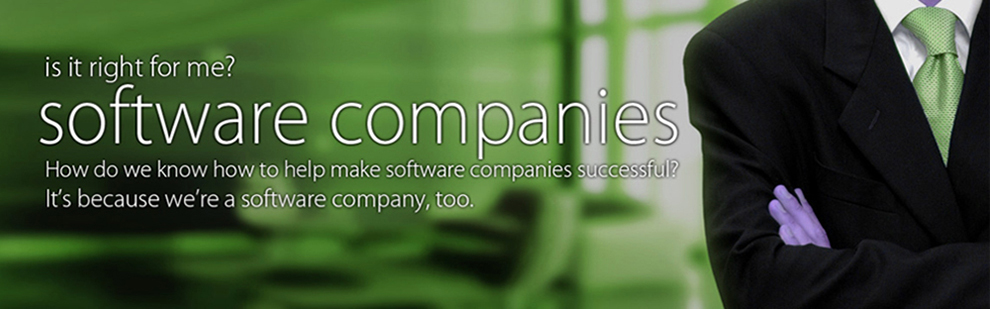 is it right for me?
software companies
How do we know how to help make software companies successful?
It's because we're a software company, too.